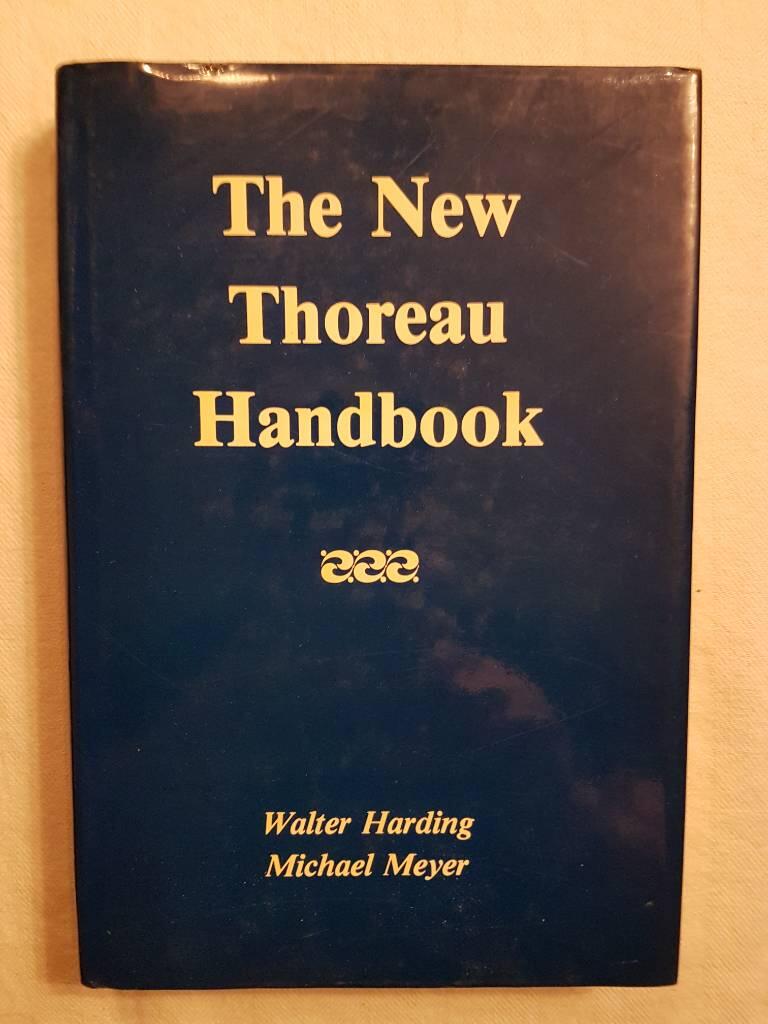 The New
Thoreau
Handbook
Walter Harding
Michael Meyer